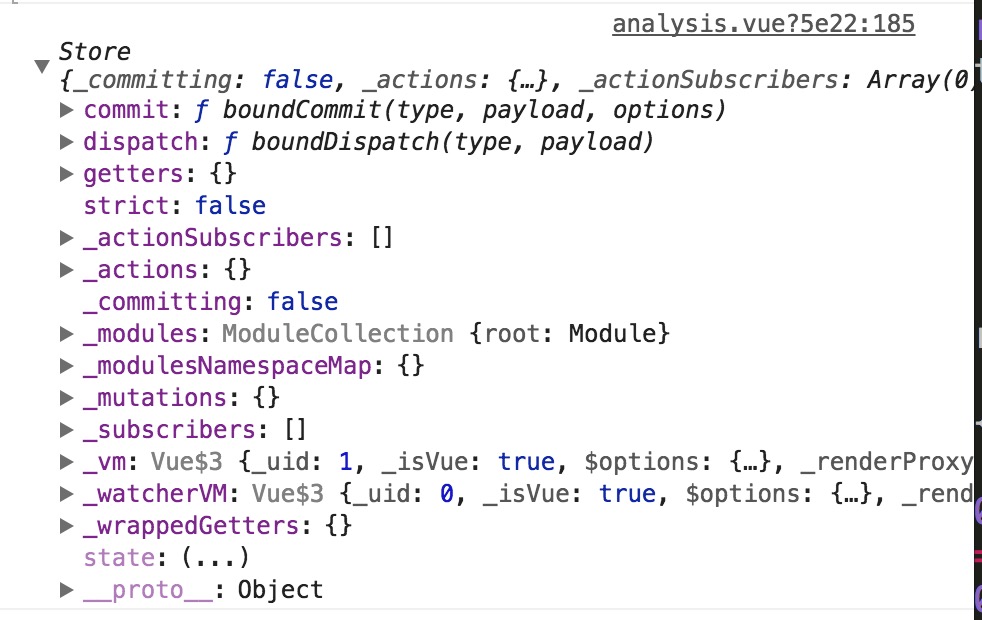 analysis.vue?5e22:185
Store
{_committing: false, _actions: {…}, _actionSubscribers: Array(0)
commit: ƒ boundCommit(type, payload, options)
dispatch: ƒ boundDispatch(type, payload)
getters: {}
strict: false
_actionSubscribers: []
_actions: {}
_committing: false
_modules: ModuleCollection {root: Module}
_modulesNamespaceMap: {}
_mutations: {}
_subscribers: []
_vm: Vue$3 {_uid: 1, _isVue: true, $options: {…}, _renderProxy
_watcherVM: Vue$3 {_uid: 0, _isVue: true, $options: {…}, _rend
_wrappedGetters: {}
state: (...)
__proto__: Object